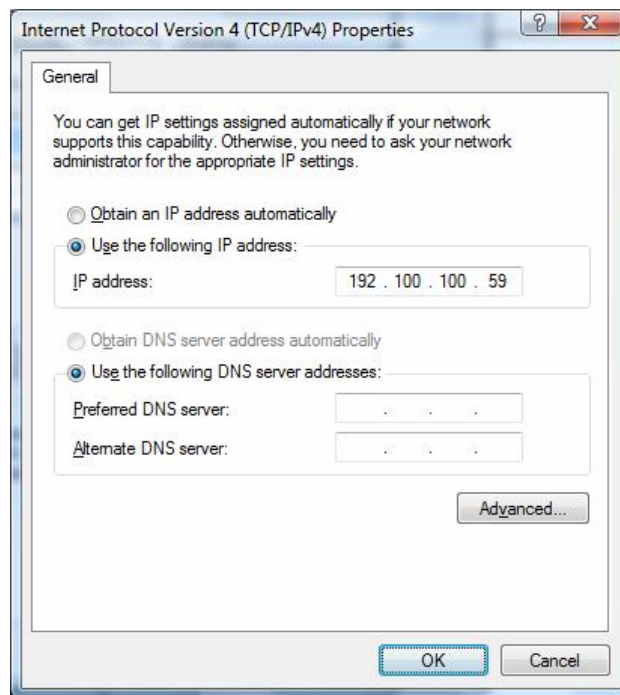 Internet Protocol Version 4 (TCP/IPv4) Properties
General
You can get IP settings assigned automatically if your network
supports this capability. Otherwise, you need to ask your network
administrator for the appropriate IP settings.
Obtain an IP address automatically
Use the following IP address:
IP address: 192 . 100 . 100 . 59
Obtain DNS server address automatically
Use the following DNS server addresses:
Preferred DNS server: . . .
Alternate DNS server: . . .
Advanced...
OK Cancel